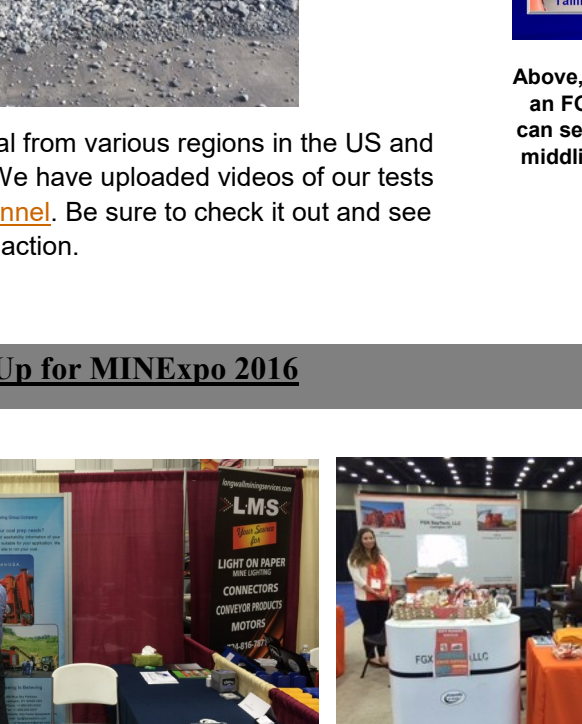 Above,
an FG
can se
middli
al from various regions in the US and
We have uploaded videos of our tests
nnel. Be sure to check it out and see
action.
Up for MINExpo 2016
longwallminingservices.com
L·M·S
Your Source
for
LIGHT ON PAPER
MINE LIGHTING
CONNECTORS
CONVEYOR PRODUCTS
MOTORS
FGX SepTech, LLC
FGX
LLC